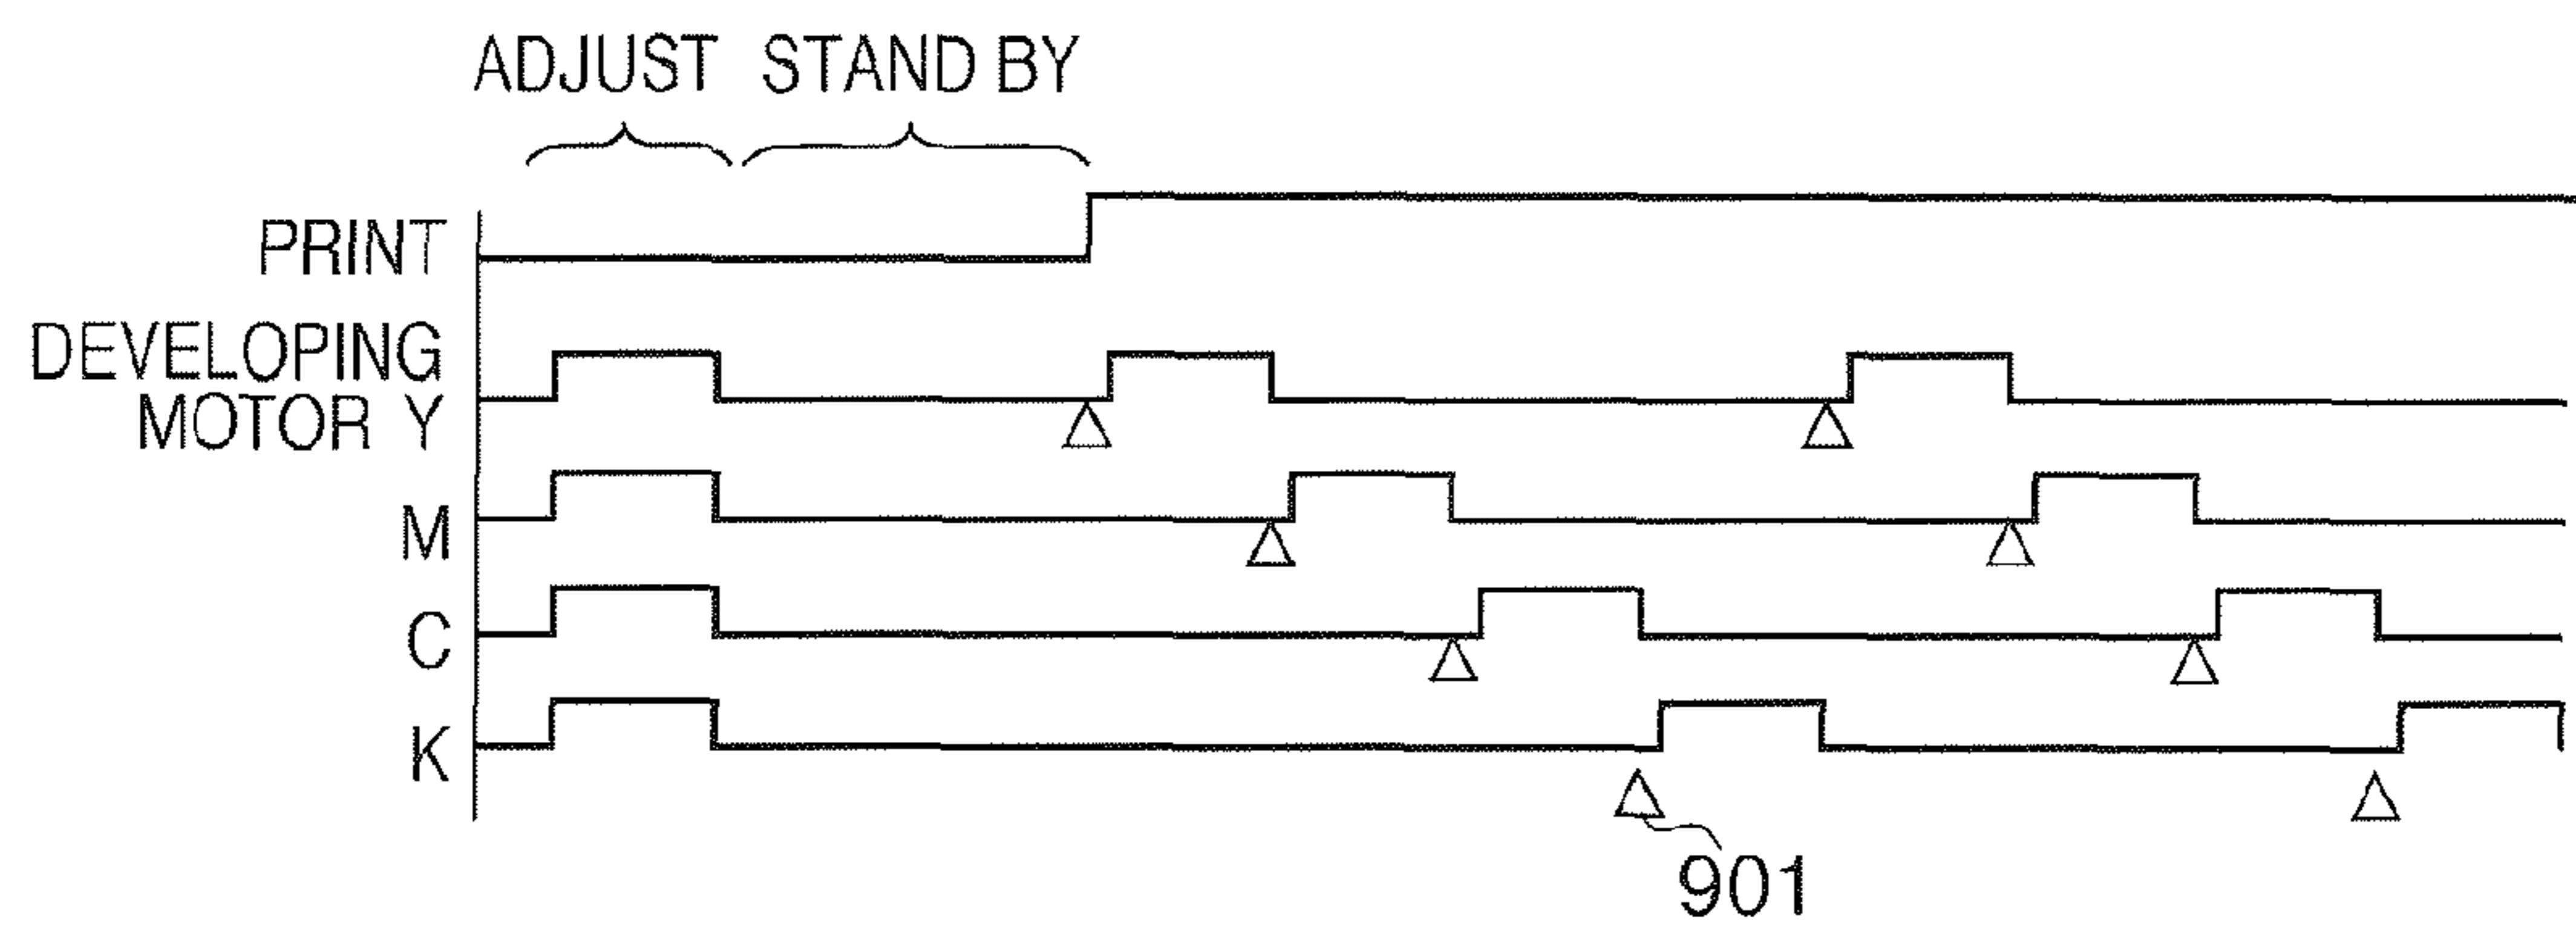 ADJUST STAND BY
PRINT
DEVELOPING
MOTOR Y
M
C
K
901